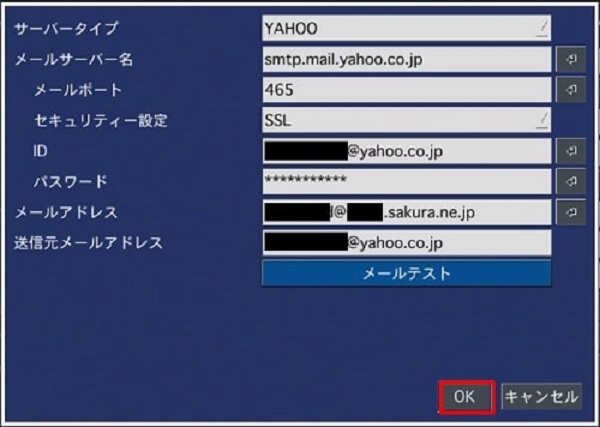 サーバータイプ YAHOO
メールサーバー名 smtp.mail.yahoo.co.jp
メールポート 465
セキュリティー設定 SSL
ID @yahoo.co.jp
パスワード ***********
メールアドレス @ .sakura.ne.jp
送信元メールアドレス @yahoo.co.jp
メールテスト
OK キャンセル